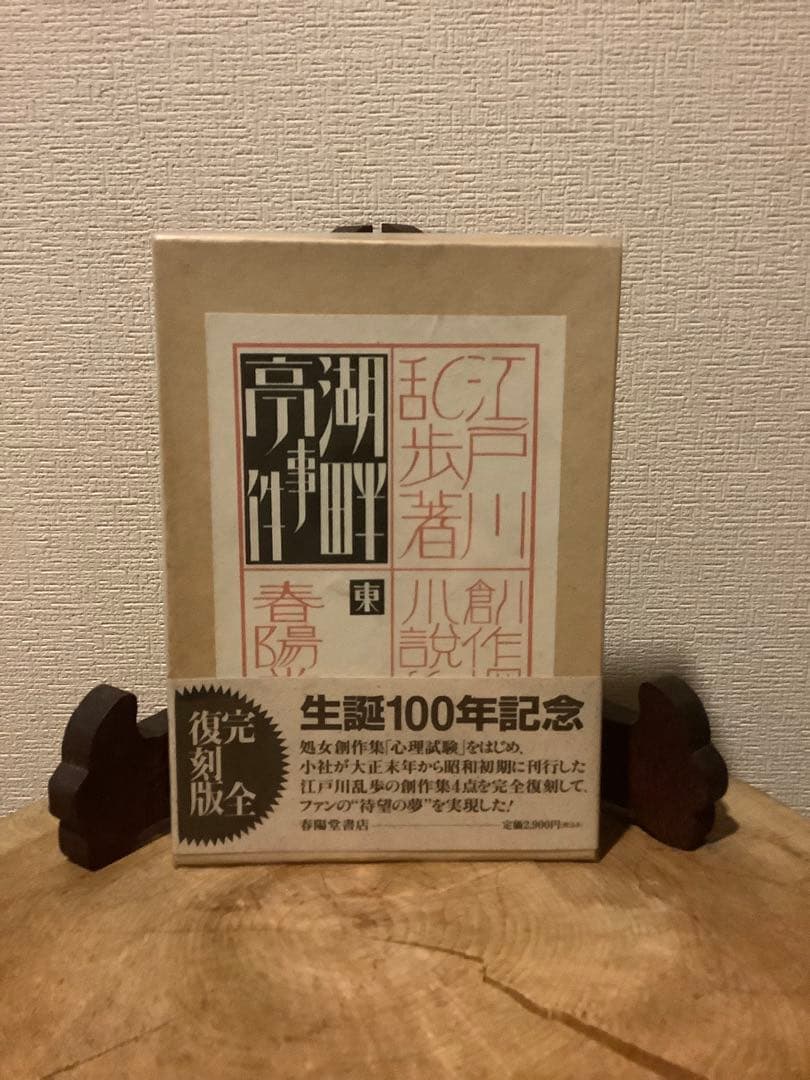 江戸川
乱歩著
湖畔
亭事件
創作
小説
東
春陽
完全
復刻版
生誕100年記念
処女創作集「心理試験」をはじめ、
小社が大正末年から昭和初期に刊行した
江戸川乱歩の創作集4点を完全復刻して、
ファンの“待望の夢”を実現した!
春陽堂書店
定価2,900円